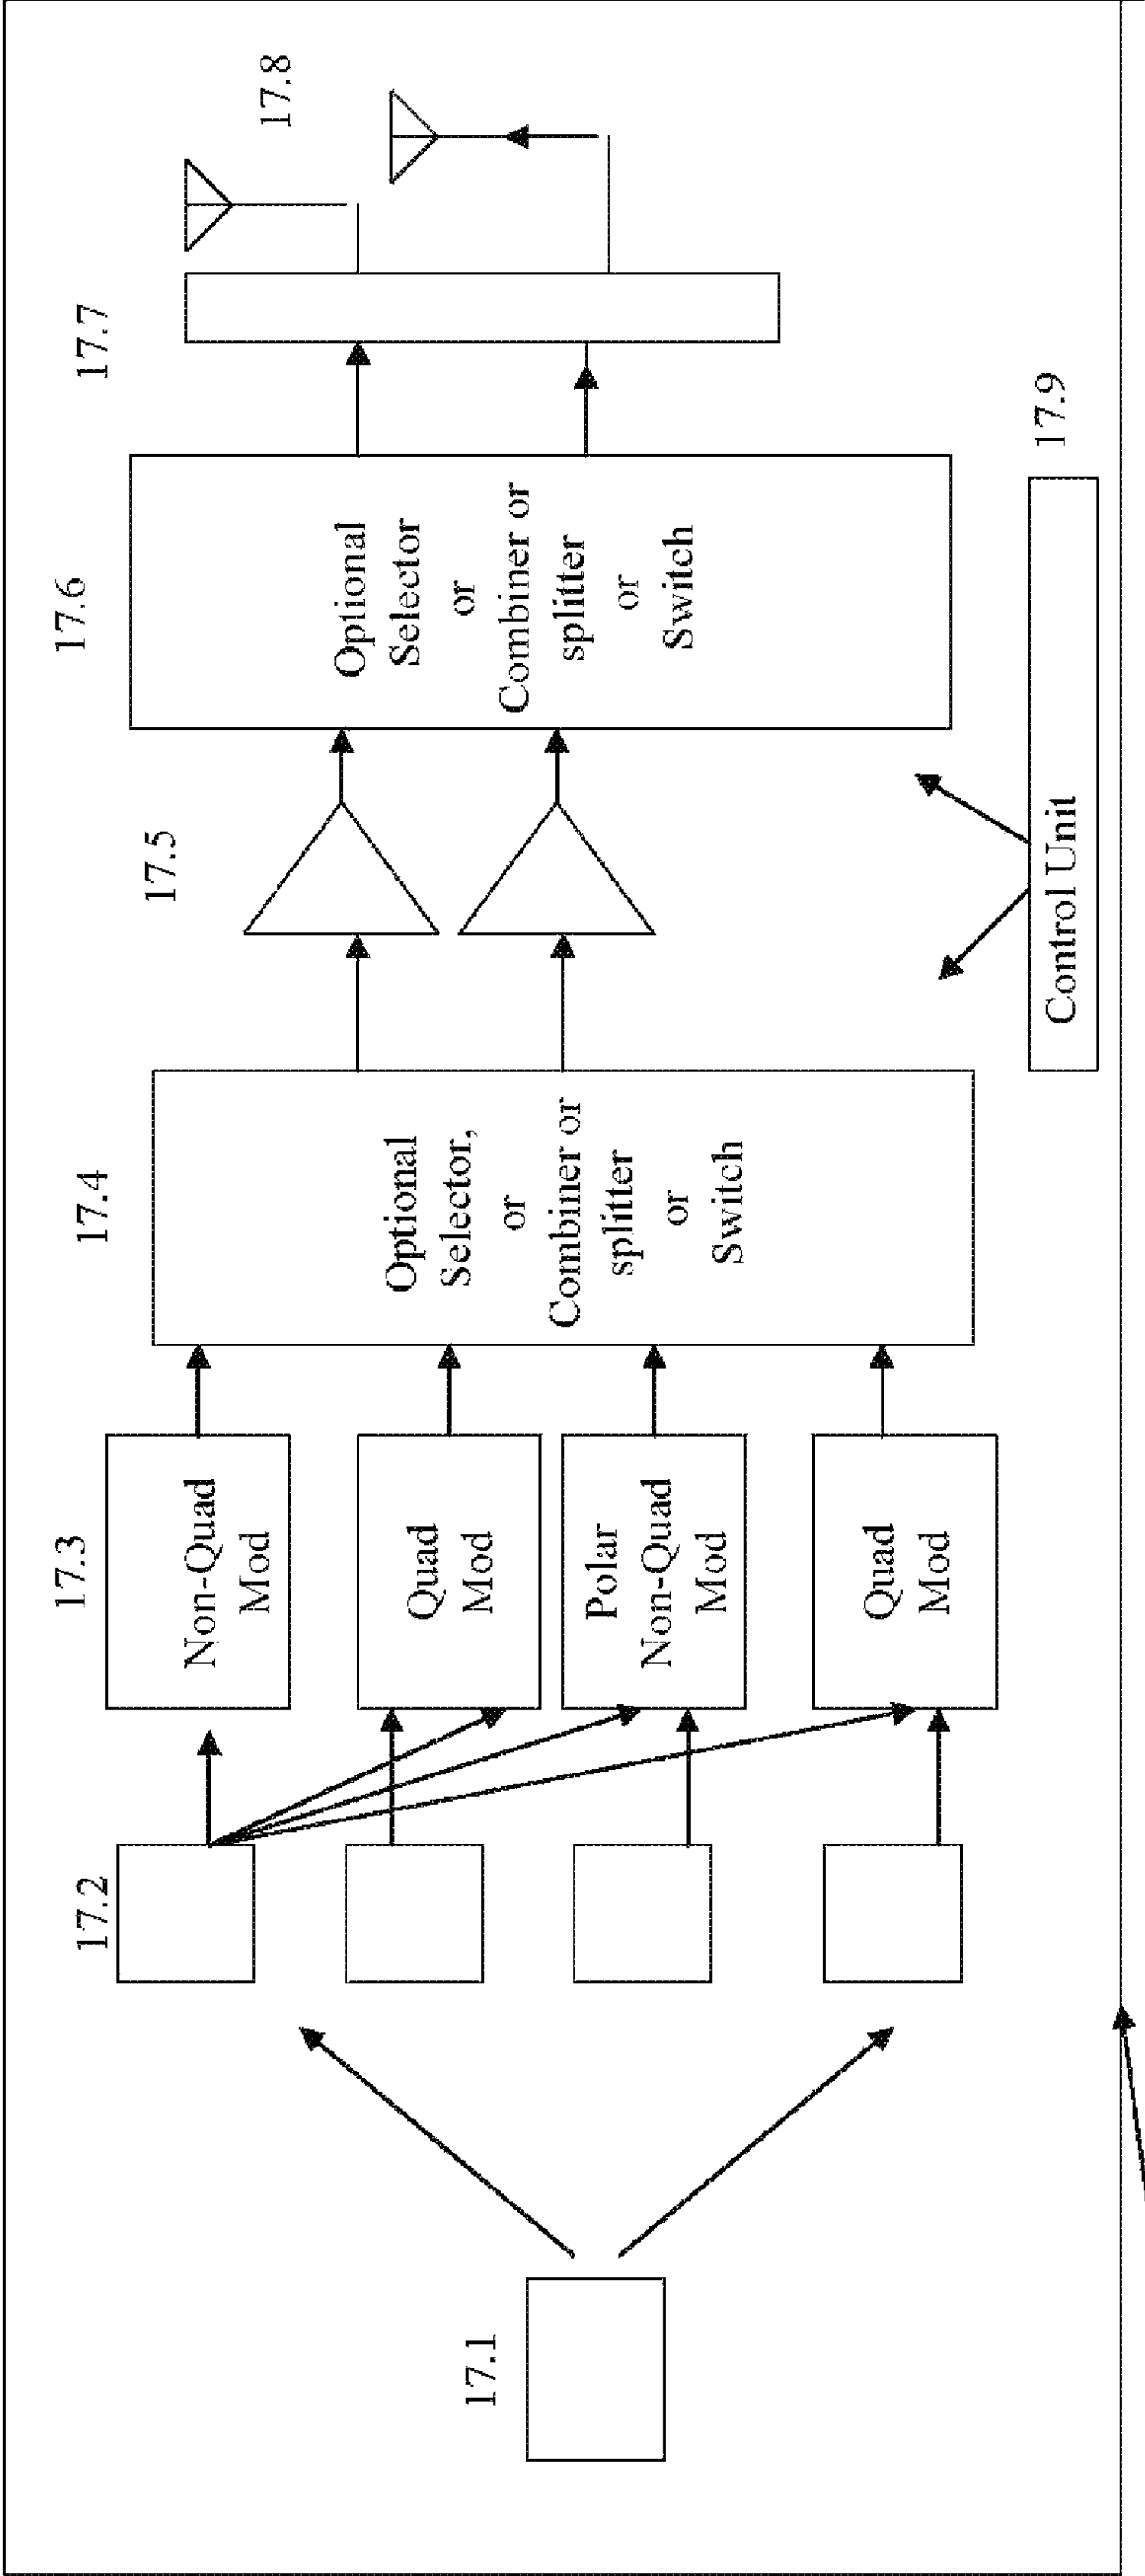 17.1
17.2
17.3
Non-Quad
Mod
Quad
Mod
Polar
Non-Quad
Mod
Quad
Mod
17.4
Optional
Selector,
or
Combiner or
splitter
or
Switch
17.5
17.6
Optional
Selector
or
Combiner or
splitter
or
Switch
17.7
17.8
Control Unit
17.9